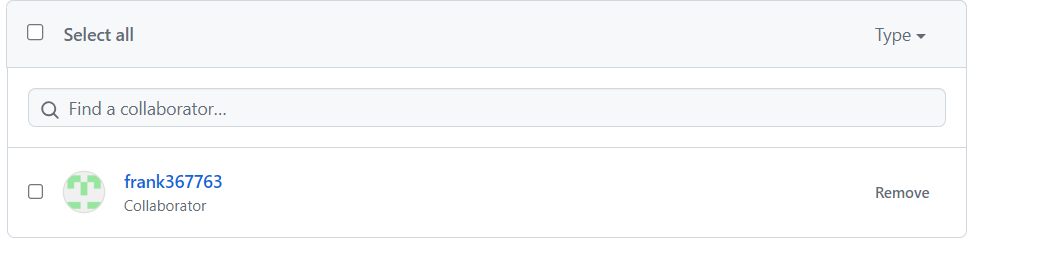 Select all
Type
Find a collaborator...
frank367763
Collaborator
Remove